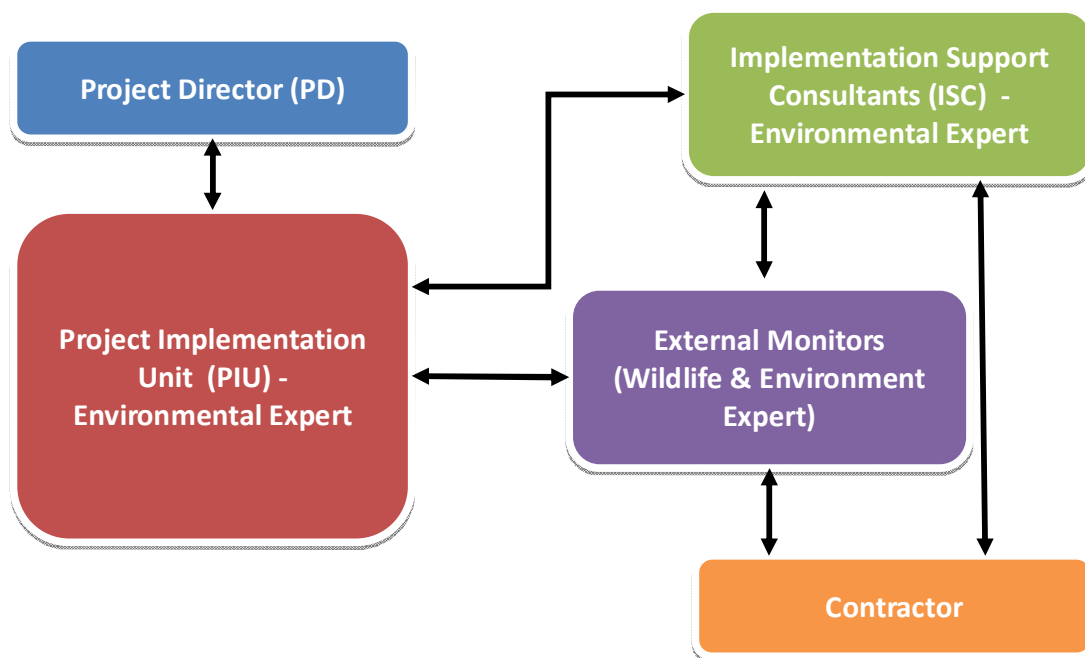 Project Director (PD)
Implementation Support
Consultants (ISC)  -
Environmental Expert
Project Implementation
Unit  (PIU) -
Environmental Expert
External Monitors
(Wildlife & Environment
Expert)
Contractor